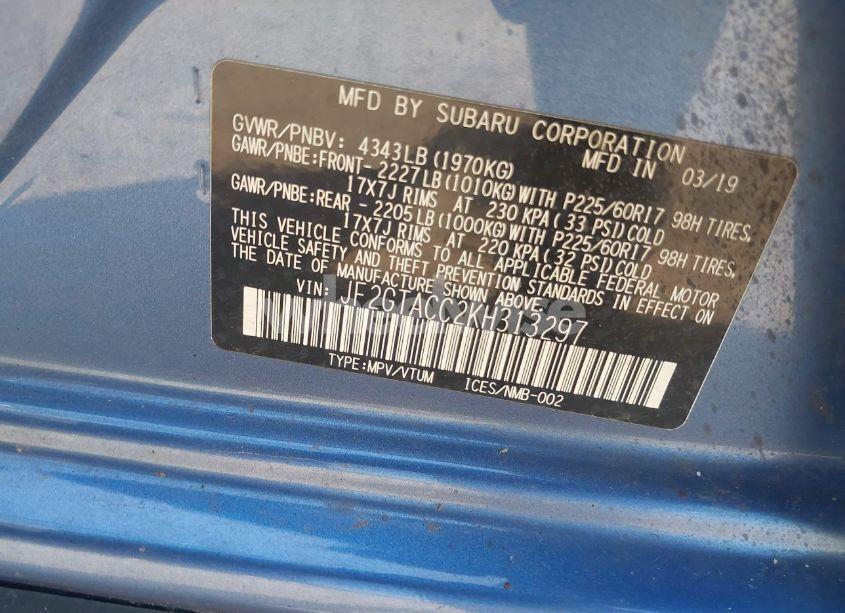 MFD BY SUBARU CORPORATION
MFD IN 03/19
GVWR/PNBV: 4343LB(1970KG)
GAWR/PNBE:FRONT- 2227LB(1010KG)WITH P225/60R17 98H TIRES,
17X7J RIMS AT 230 KPA(33 PSI)COLD
GAWR/PNBE:REAR - 2205LB(1000KG)WITH P225/60R17 98H TIRES,
17X7J RIMS AT 220 KPA(32 PSI)COLD
THIS VEHICLE CONFORMS TO ALL APPLICABLE FEDERAL MOTOR
VEHICLE SAFETY AND THEFT PREVENTION STANDARDS IN EFFECT ON
THE DATE OF MANUFACTURE SHOWN ABOVE.
VIN: JF2GTACC2KH313297
TYPE:MPV/VTUM ICES/NMB-002